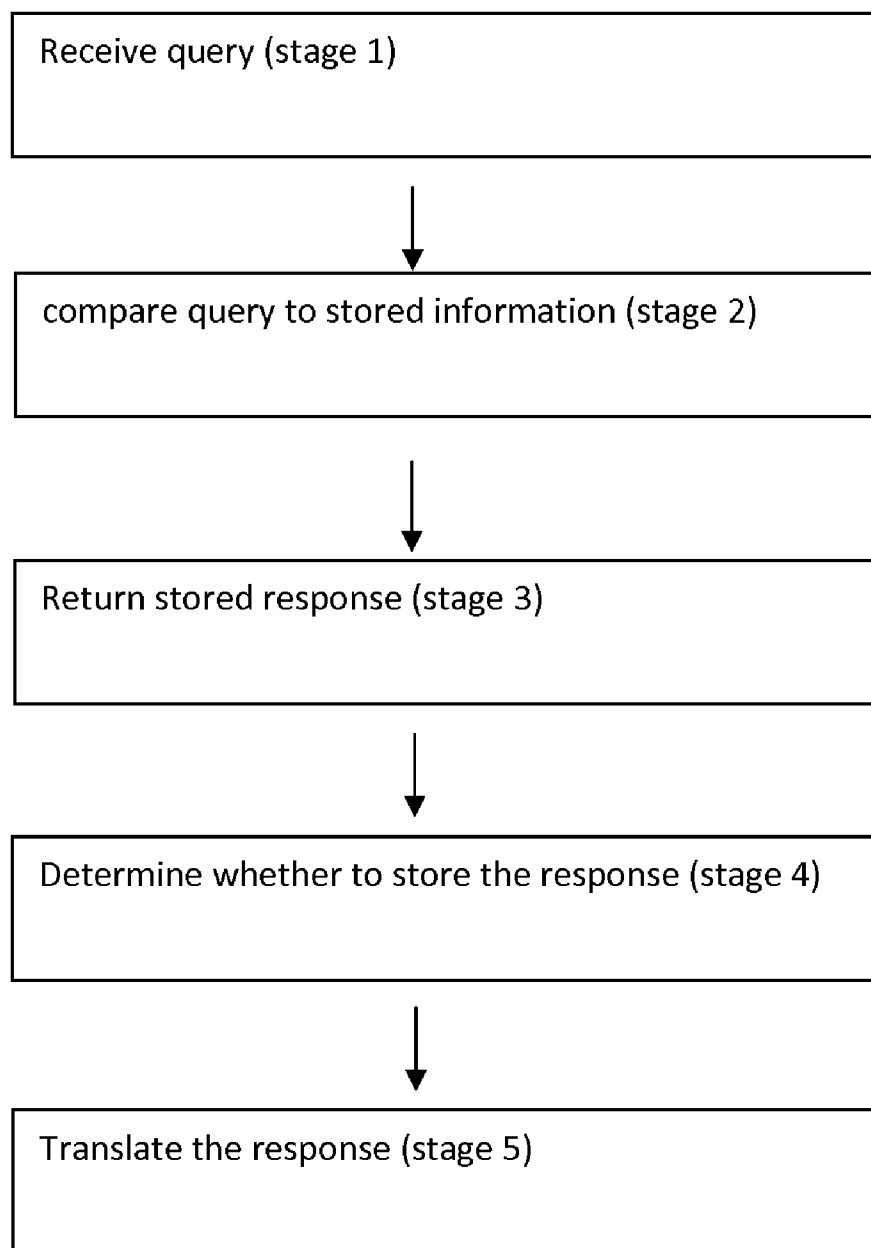 Receive query (stage 1)
compare query to stored information (stage 2)
Return stored response (stage 3)
Determine whether to store the response (stage 4)
Translate the response (stage 5)